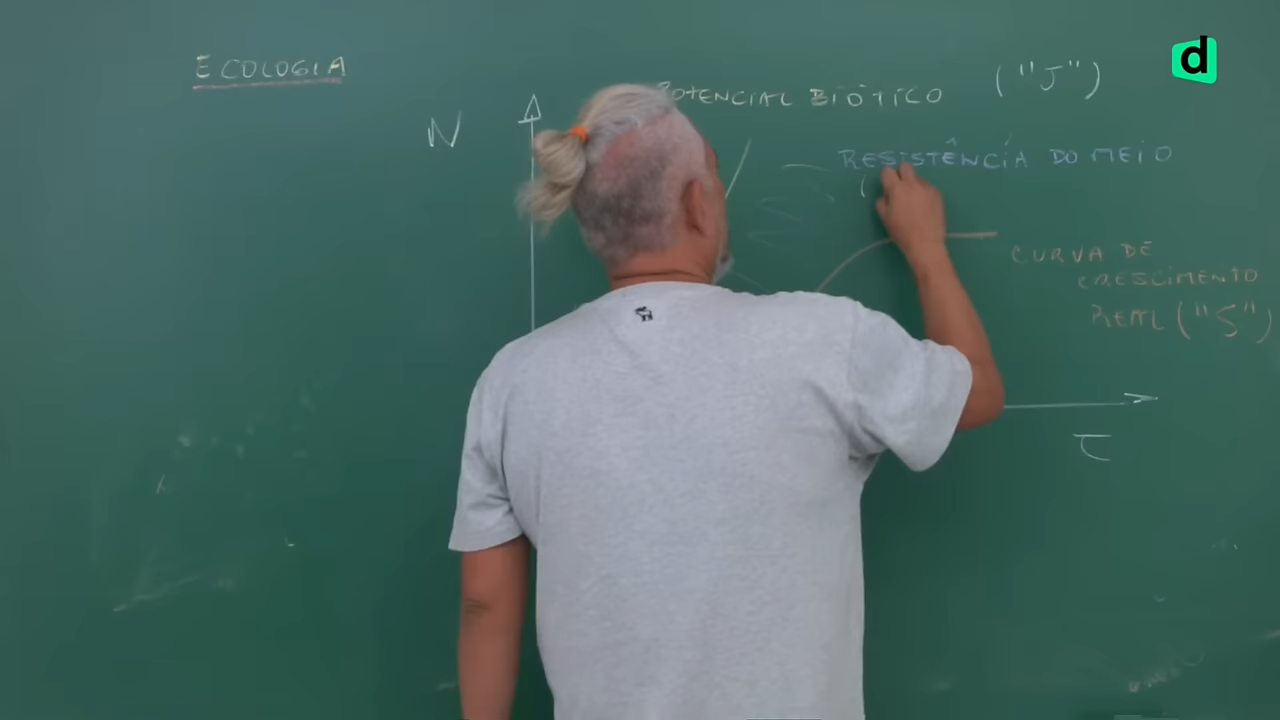 ECOLOGIA
N
POTENCIAL BIÓTICO ("J")
RESISTÊNCIA DO MEIO
(
CURVA DE
CRESCIMENTO
REAL ("S")
t
d